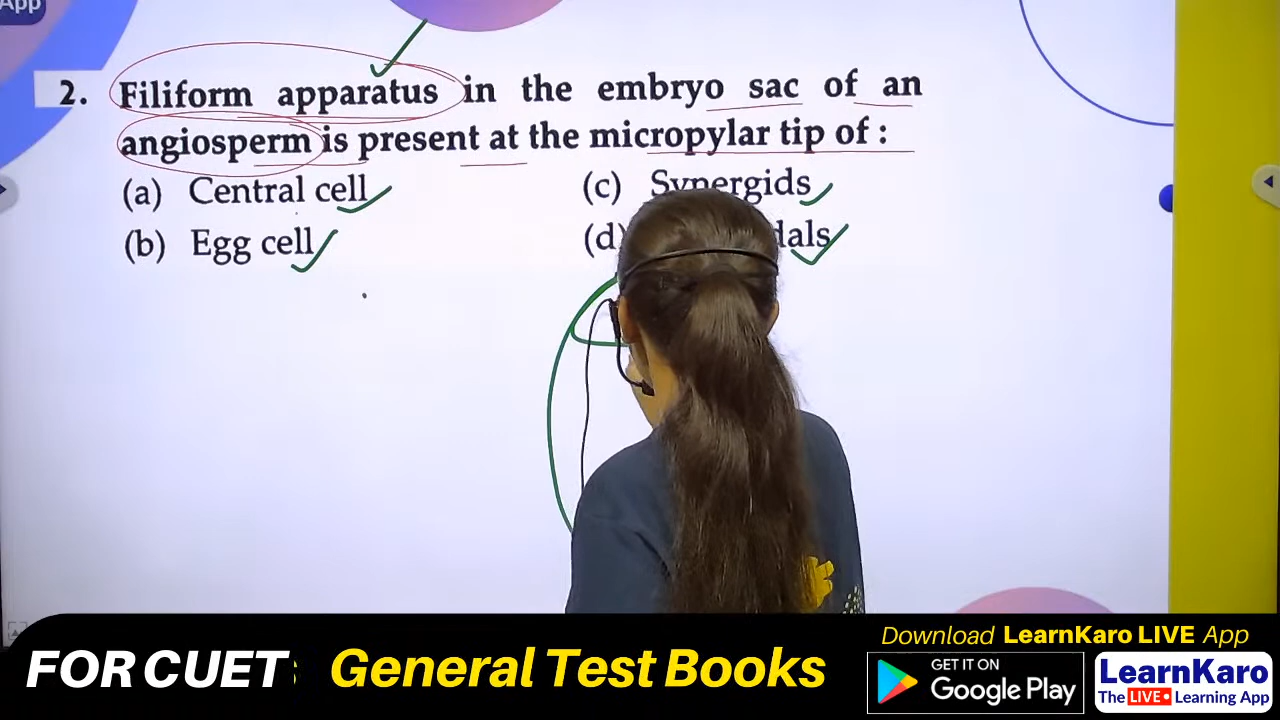 App
2. Filiform apparatus in the embryo sac of an
angiosperm is present at the micropylar tip of :
(a) Central cell
(c) Synergids
(b) Egg cell
(d)
FOR CUET
General Test Books
Download LearnKaro LIVE App
GET IT ON
Google Play
LearnKaro
The LIVE Learning App